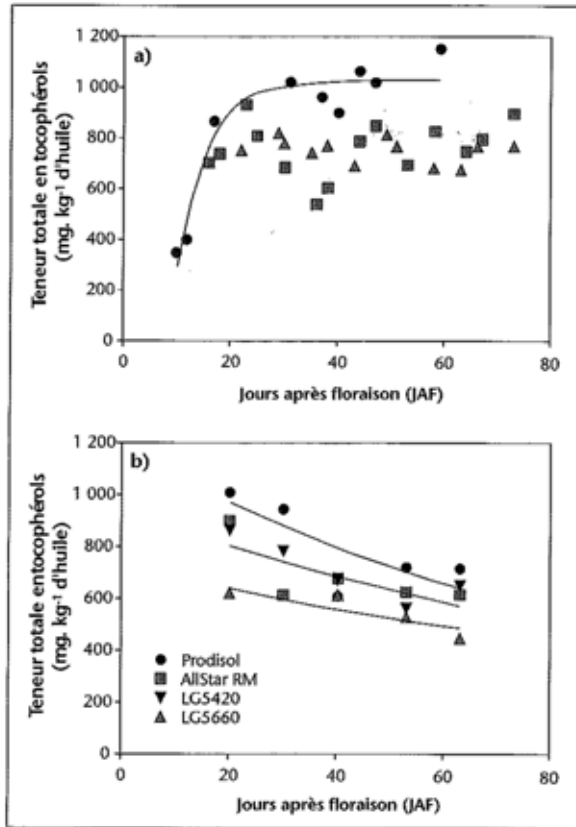 a)
Teneur totale en tocophérols
(mg. kg⁻¹ d'huile)
1 200
1 000
800
600
400
200
0
0 20 40 60 80
Jours après floraison (JAF)
b)
Teneur totale entocophérols
(mg. kg⁻¹ d'huile)
1 200
1 000
800
600
400
200
0
Prodisol
AllStar RM
LG5420
LG5660
0 20 40 60 80
Jours après floraison (JAF)